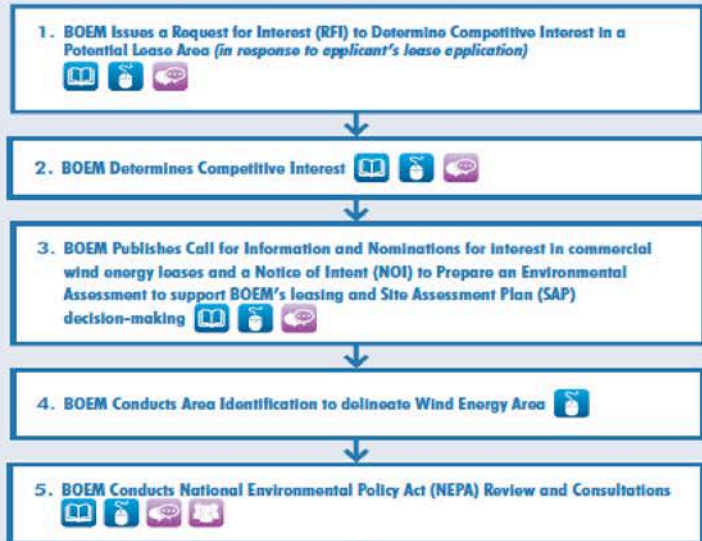 1. BOEM Issues a Request for Interest (RFI) to Determine Competitive Interest in a
Potential Lease Area (in response to applicant's lease application)
2. BOEM Determines Competitive Interest
3. BOEM Publishes Call for Information and Nominations for interest in commercial
wind energy leases and a Notice of Intent (NOI) to Prepare an Environmental
Assessment to support BOEM's leasing and Site Assessment Plan (SAP)
decision-making
4. BOEM Conducts Area Identification to delineate Wind Energy Area
5. BOEM Conducts National Environmental Policy Act (NEPA) Review and Consultations